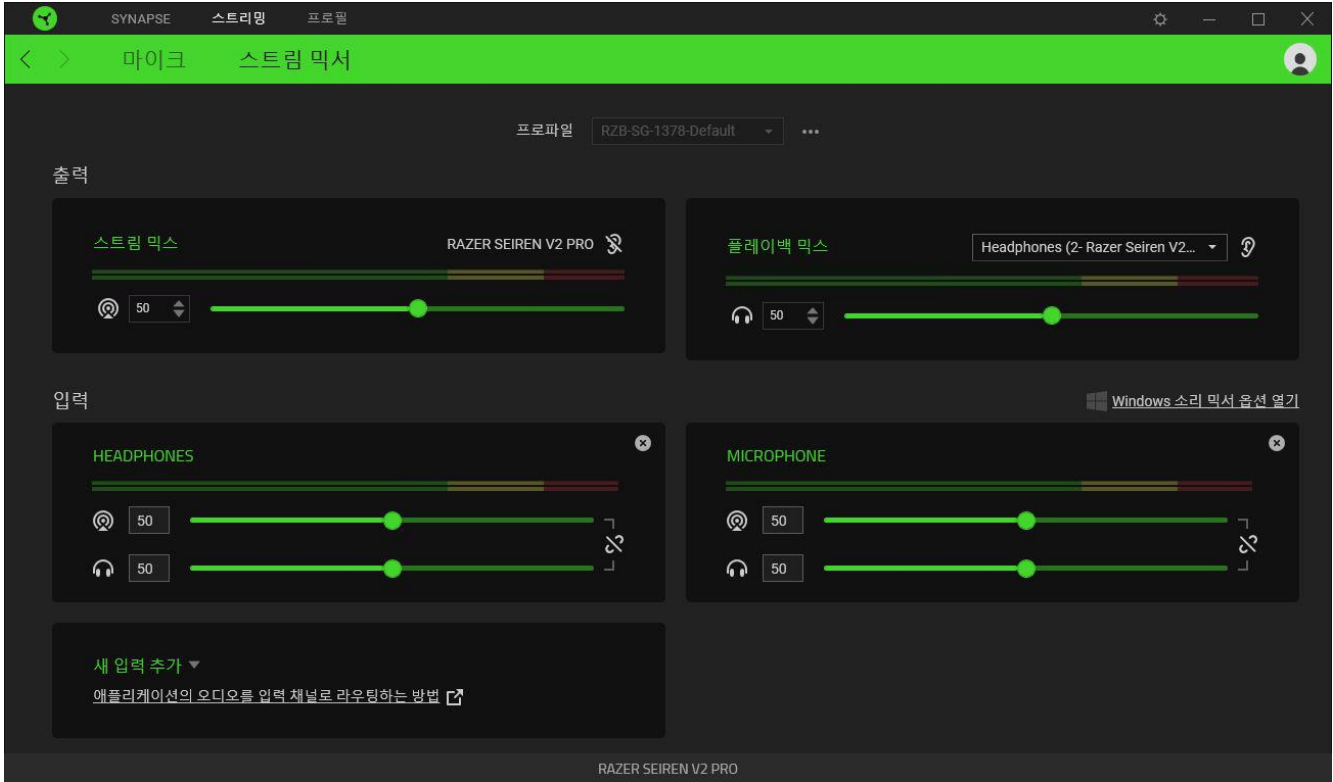 SYNAPSE 스트리밍 프로필
마이크 스트림 믹서
프로파일 RZB-SG-1378-Default
출력
스트림 믹스 RAZER SEIREN V2 PRO
50
플레이백 믹스 Headphones (2- Razer Seiren V2...
50
입력
Windows 소리 믹서 옵션 열기
HEADPHONES
50
50
MICROPHONE
50
50
새 입력 추가
애플리케이션의 오디오를 입력 채널로 라우팅하는 방법
RAZER SEIREN V2 PRO